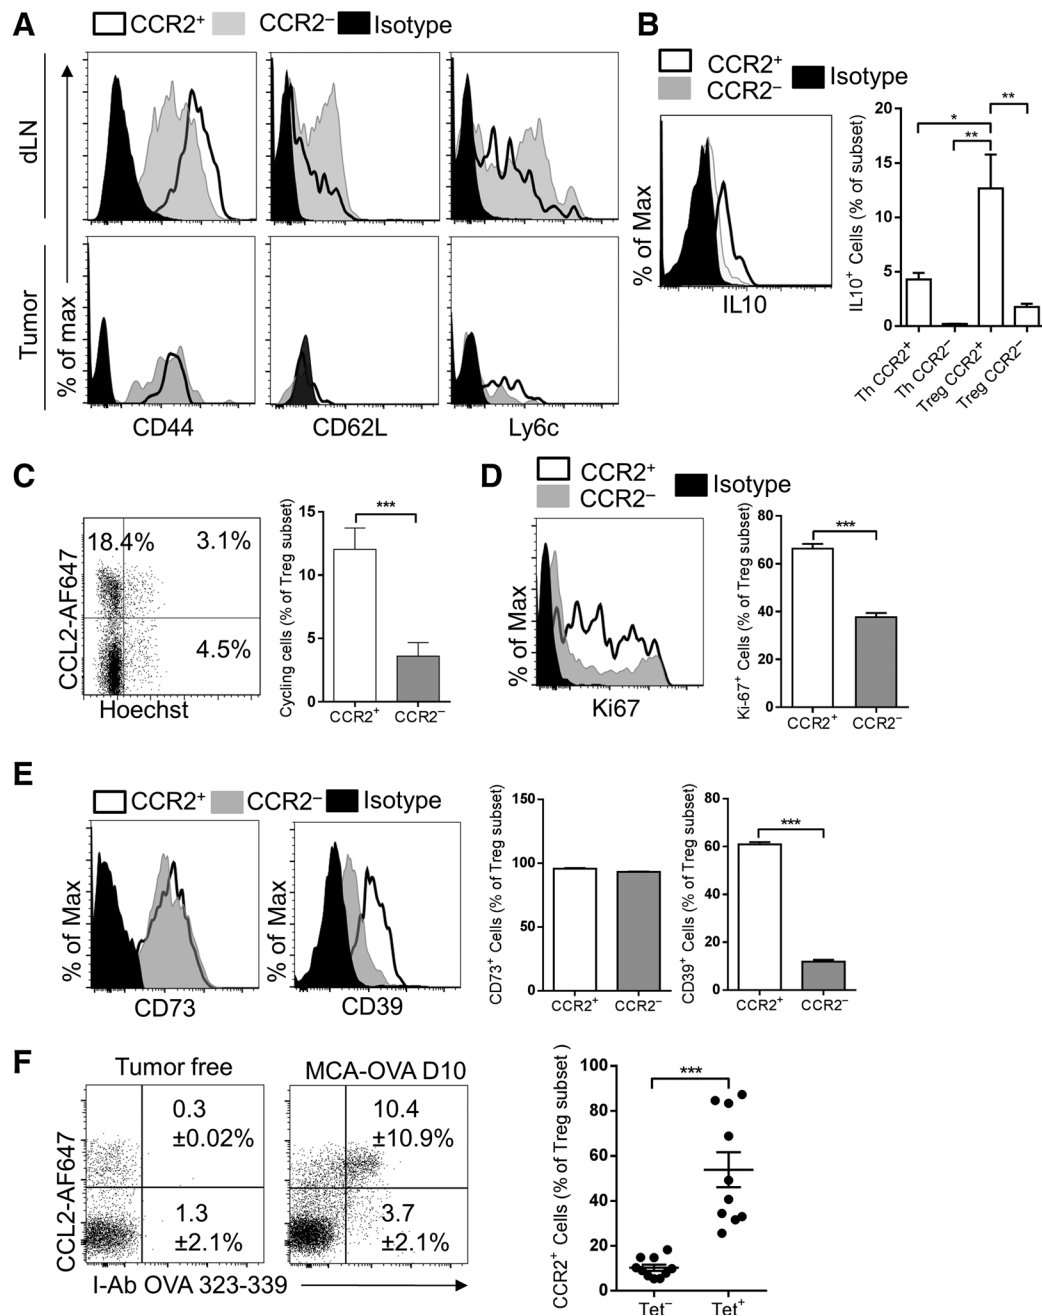 A
CCR2⁺ CCR2⁻ Isotype
dLN
Tumor
% of max
CD44
CD62L
Ly6c
B
CCR2⁺
CCR2⁻
Isotype
% of Max
IL10
IL10⁺ Cells (% of subset)
20
15
10
5
0
*
**
**
Th CCR2⁺
Th CCR2⁻
Treg CCR2⁺
Treg CCR2⁻
C
18.4%
3.1%
4.5%
CCL2-AF647
Hoechst
Cycling cells (% of Treg subset)
15
10
5
0
***
CCR2⁺
CCR2⁻
D
CCR2⁺
CCR2⁻
Isotype
% of Max
Ki67
Ki-67⁺ Cells (% of Treg subset)
80
60
40
20
0
***
CCR2⁺
CCR2⁻
E
CCR2⁺ CCR2⁻ Isotype
% of Max
CD73
% of Max
CD39
CD73⁺ Cells (% of Treg subset)
150
100
50
0
CCR2⁺
CCR2⁻
CD39⁺ Cells (% of Treg subset)
80
60
40
20
0
***
CCR2⁺
CCR2⁻
F
Tumor free
0.3
±0.02%
1.3
±2.1%
MCA-OVA D10
10.4
±10.9%
3.7
±2.1%
CCL2-AF647
I-Ab OVA 323-339
CCR2⁺ Cells (% of Treg subset )
100
80
60
40
20
0
***
Tet⁻
Tet⁺